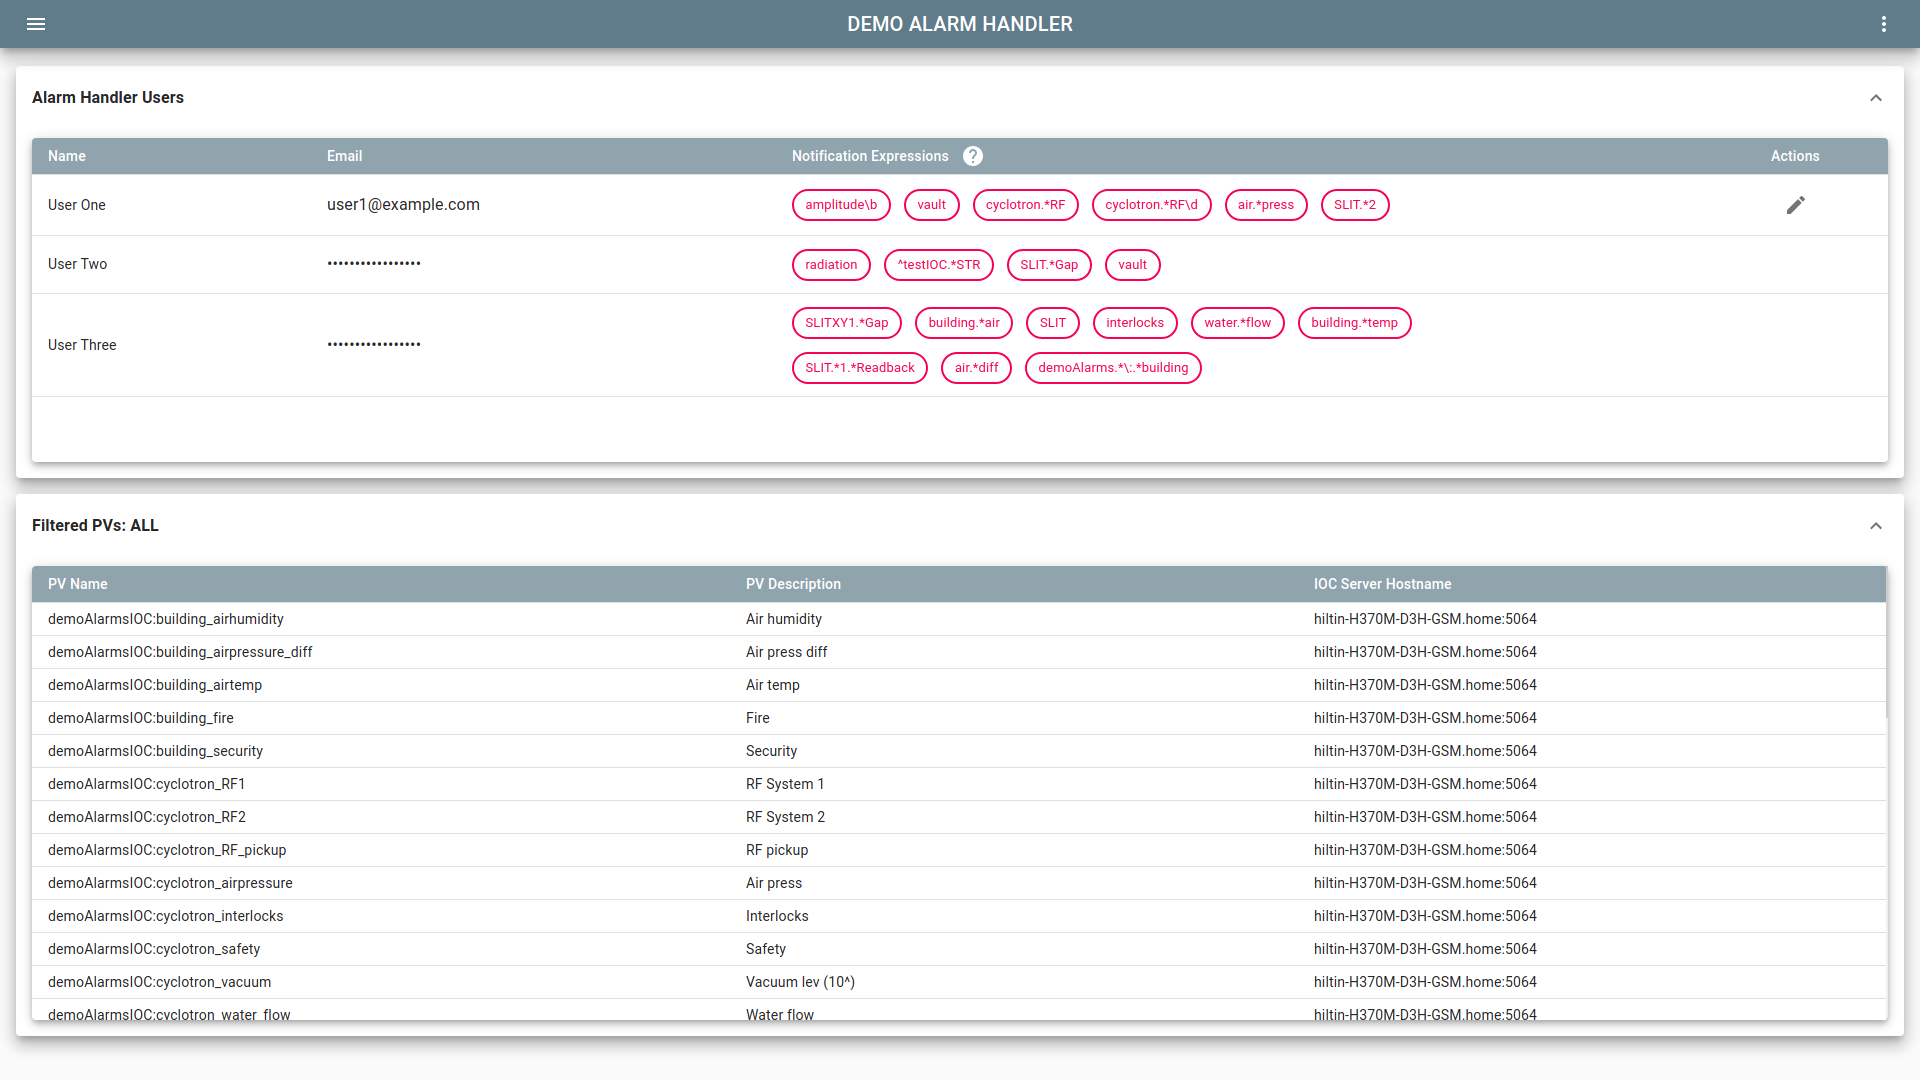 DEMO ALARM HANDLER
Alarm Handler Users
Name Email Notification Expressions ? Actions
User One user1@example.com amplitude\b vault cyclotron.*RF cyclotron.*RF\d air.*press SLIT.*2
User Two ••••••••••••••••• radiation ^testIOC.*STR SLIT.*Gap vault
User Three ••••••••••••••••• SLITXY1.*Gap building.*air SLIT interlocks water.*flow building.*temp
SLIT.*1.*Readback air.*diff demoAlarms.*\:.*building
Filtered PVs: ALL
PV Name PV Description IOC Server Hostname
demoAlarmsIOC:building_airhumidity Air humidity hiltin-H370M-D3H-GSM.home:5064
demoAlarmsIOC:building_airpressure_diff Air press diff hiltin-H370M-D3H-GSM.home:5064
demoAlarmsIOC:building_airtemp Air temp hiltin-H370M-D3H-GSM.home:5064
demoAlarmsIOC:building_fire Fire hiltin-H370M-D3H-GSM.home:5064
demoAlarmsIOC:building_security Security hiltin-H370M-D3H-GSM.home:5064
demoAlarmsIOC:cyclotron_RF1 RF System 1 hiltin-H370M-D3H-GSM.home:5064
demoAlarmsIOC:cyclotron_RF2 RF System 2 hiltin-H370M-D3H-GSM.home:5064
demoAlarmsIOC:cyclotron_RF_pickup RF pickup hiltin-H370M-D3H-GSM.home:5064
demoAlarmsIOC:cyclotron_airpressure Air press hiltin-H370M-D3H-GSM.home:5064
demoAlarmsIOC:cyclotron_interlocks Interlocks hiltin-H370M-D3H-GSM.home:5064
demoAlarmsIOC:cyclotron_safety Safety hiltin-H370M-D3H-GSM.home:5064
demoAlarmsIOC:cyclotron_vacuum Vacuum lev (10^) hiltin-H370M-D3H-GSM.home:5064
demoAlarmsIOC:cyclotron_water_flow Water flow hiltin-H370M-D3H-GSM.home:5064